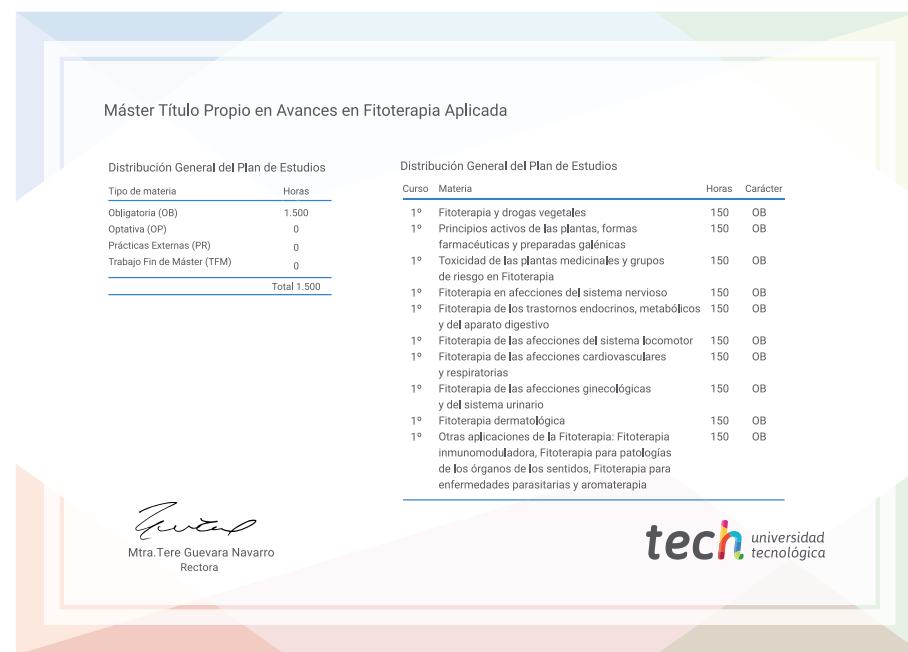 Máster Título Propio en Avances en Fitoterapia Aplicada
Distribución General del Plan de Estudios
Tipo de materia Horas
Obligatoria (OB) 1.500
Optativa (OP) 0
Prácticas Externas (PR) 0
Trabajo Fin de Máster (TFM) 0
Total 1.500
Distribución General del Plan de Estudios
Curso Materia Horas Carácter
1º Fitoterapia y drogas vegetales 150 OB
1º Principios activos de las plantas, formas 150 OB
farmacéuticas y preparadas galénicas
1º Toxicidad de las plantas medicinales y grupos 150 OB
de riesgo en Fitoterapia
1º Fitoterapia en afecciones del sistema nervioso 150 OB
1º Fitoterapia de los trastornos endocrinos, metabólicos 150 OB
y del aparato digestivo
1º Fitoterapia de las afecciones del sistema locomotor 150 OB
1º Fitoterapia de las afecciones cardiovasculares 150 OB
y respiratorias
1º Fitoterapia de las afecciones ginecológicas 150 OB
y del sistema urinario
1º Fitoterapia dermatológica 150 OB
1º Otras aplicaciones de la Fitoterapia: Fitoterapia 150 OB
inmunomoduladora, Fitoterapia para patologías
de los órganos de los sentidos, Fitoterapia para
enfermedades parasitarias y aromaterapia
Mtra.Tere Guevara Navarro
Rectora
tech universidad
tecnológica